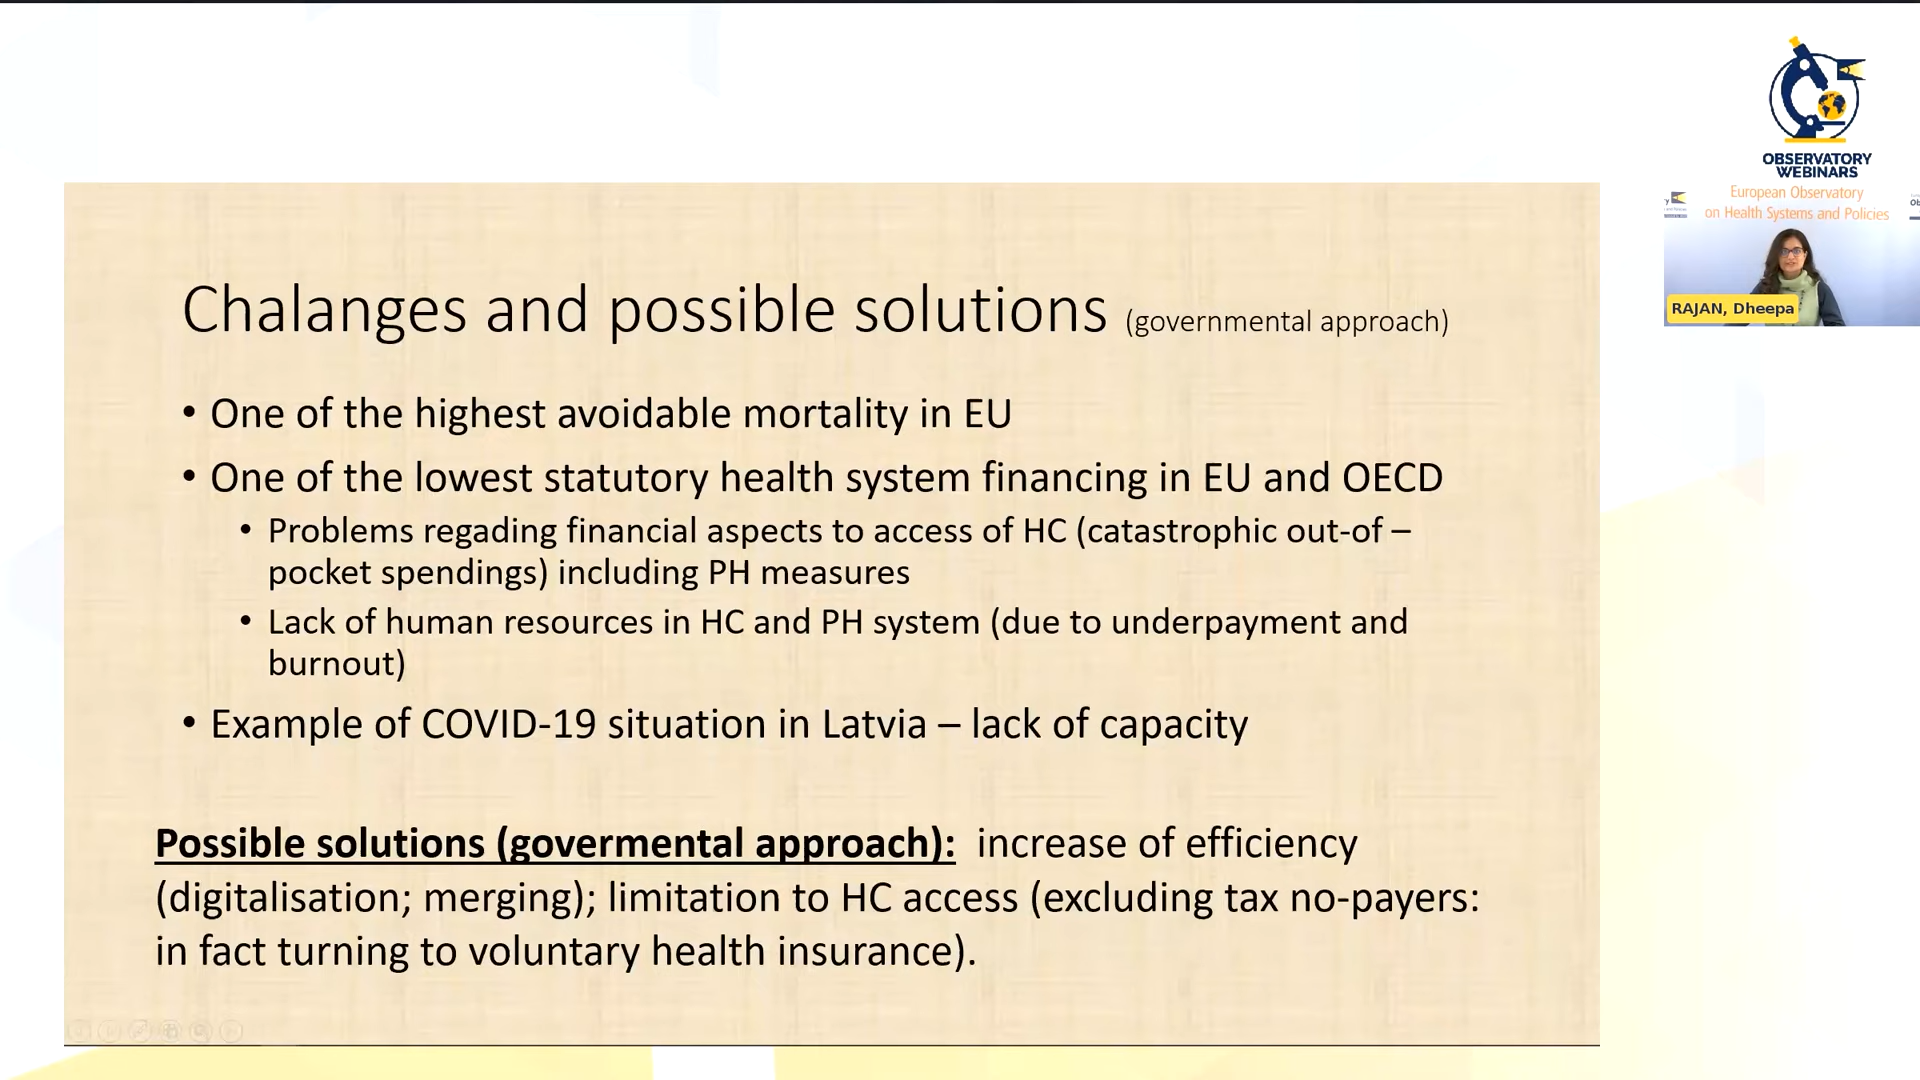 OBSERVATORY
WEBINARS
European Observatory
on Health Systems and Policies
RAJAN, Dheepa
Chalanges and possible solutions (governmental approach)
• One of the highest avoidable mortality in EU
• One of the lowest statutory health system financing in EU and OECD
• Problems regading financial aspects to access of HC (catastrophic out-of –
pocket spendings) including PH measures
• Lack of human resources in HC and PH system (due to underpayment and
burnout)
• Example of COVID-19 situation in Latvia – lack of capacity
Possible solutions (govermental approach): increase of efficiency
(digitalisation; merging); limitation to HC access (excluding tax no-payers:
in fact turning to voluntary health insurance).